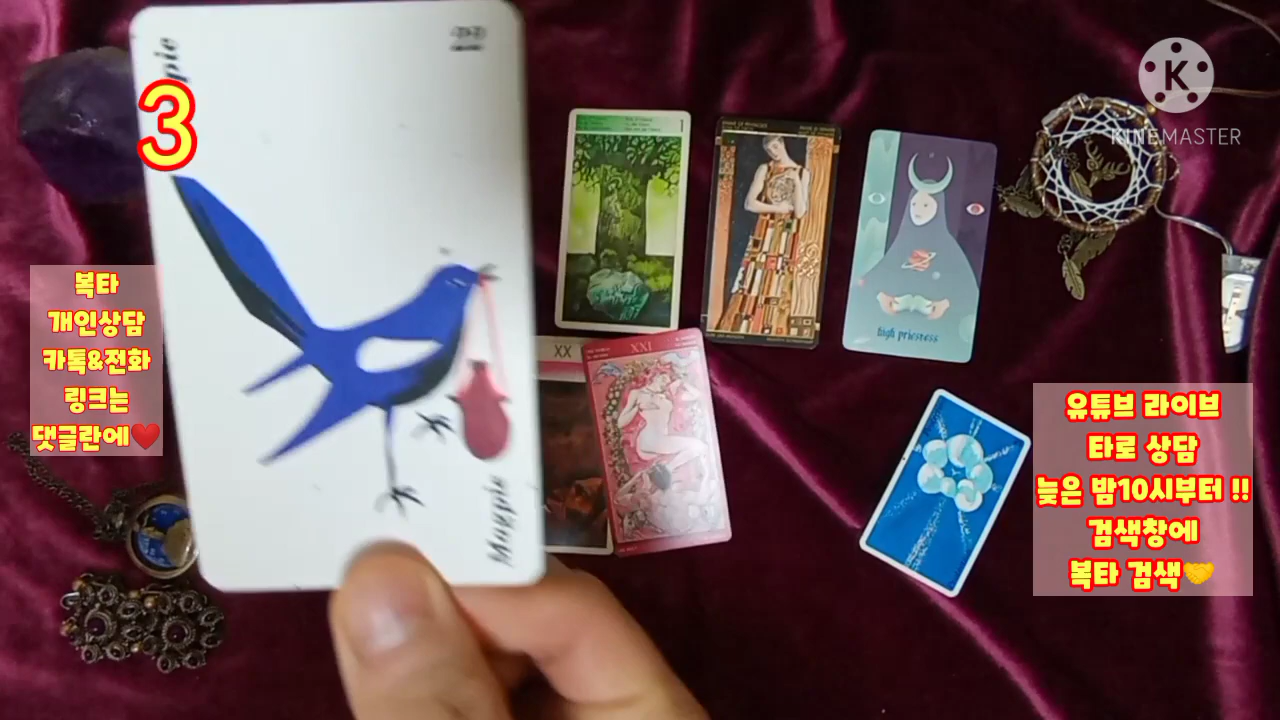 3
Magpie
Magpie
복타
개인상담
카톡&전화
링크는
댓글란에❤️
K
KINEMASTER
1
XX
XXI
high priestess
유튜브 라이브
타로 상담
늦은 밤10시부터 !!
검색창에
복타 검색🤝